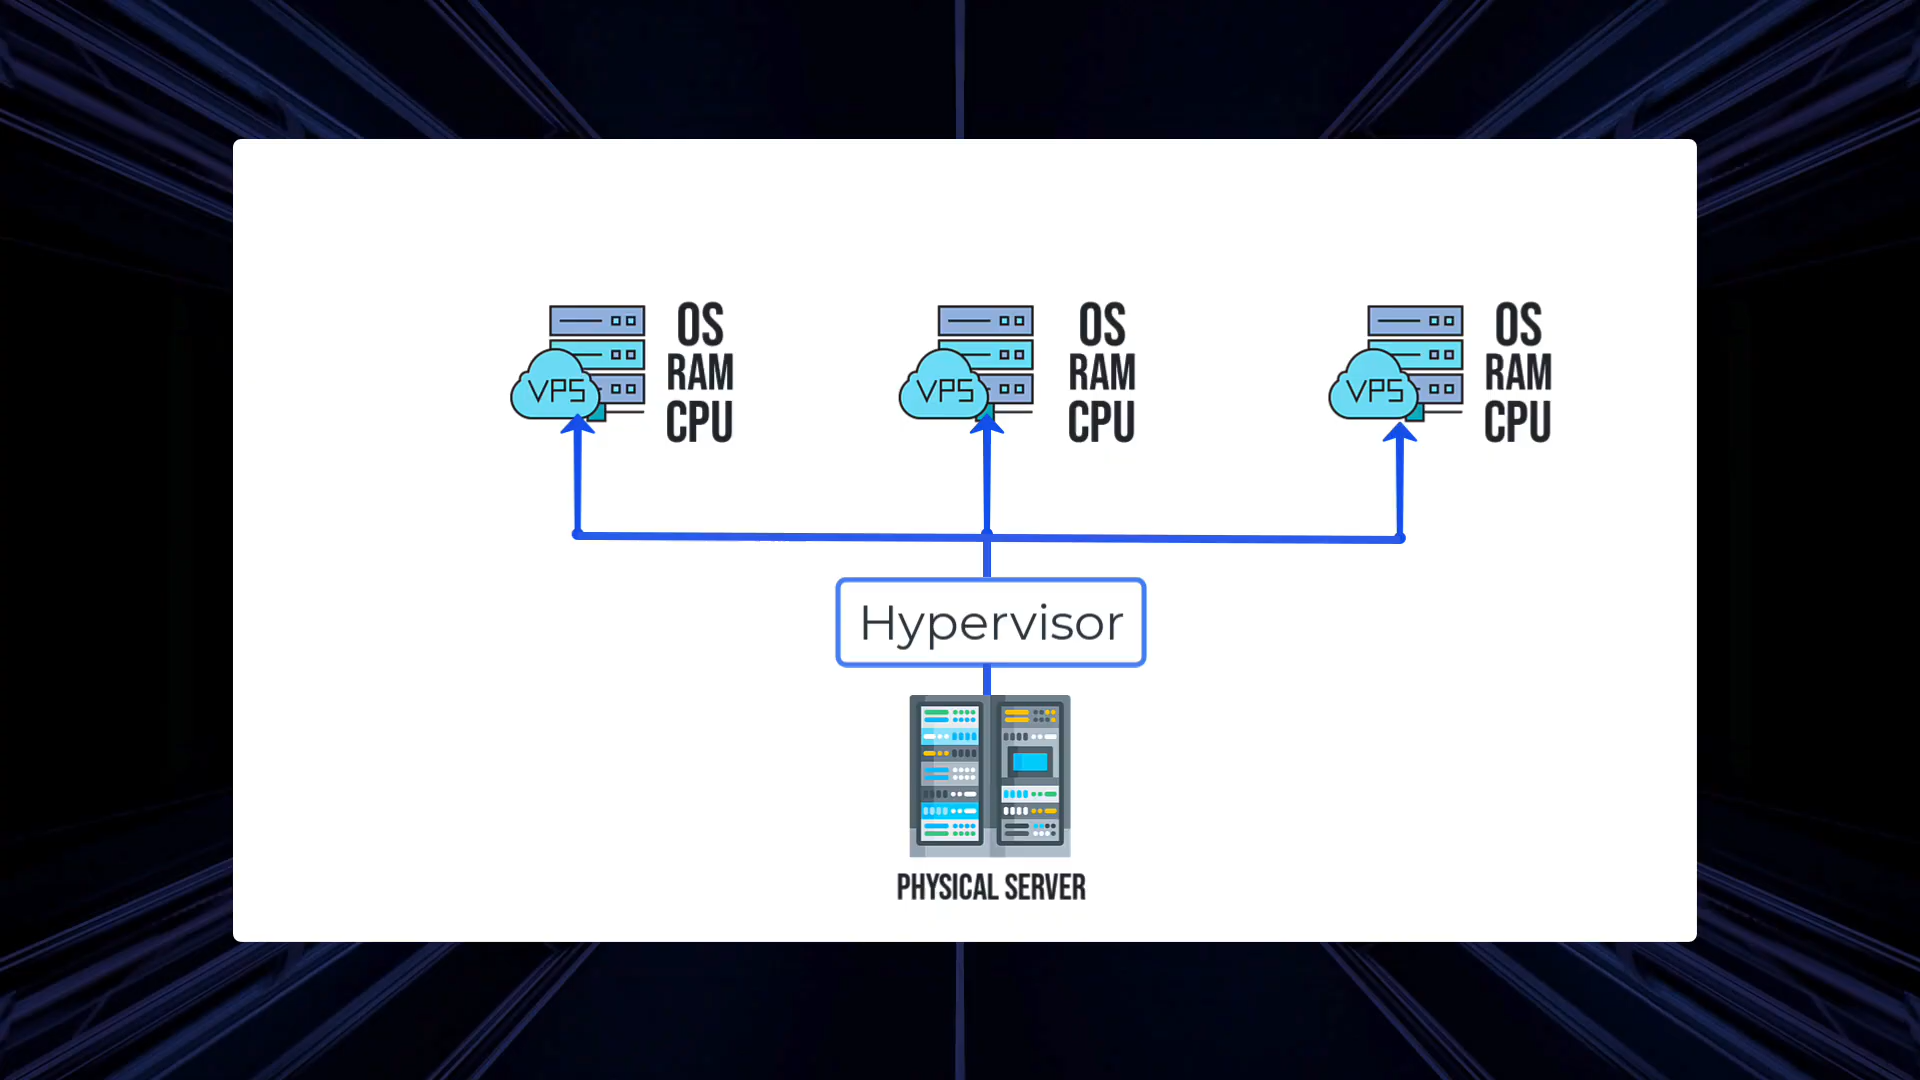 OS
RAM
CPU
VPS
OS
RAM
CPU
VPS
OS
RAM
CPU
VPS
Hypervisor
PHYSICAL SERVER